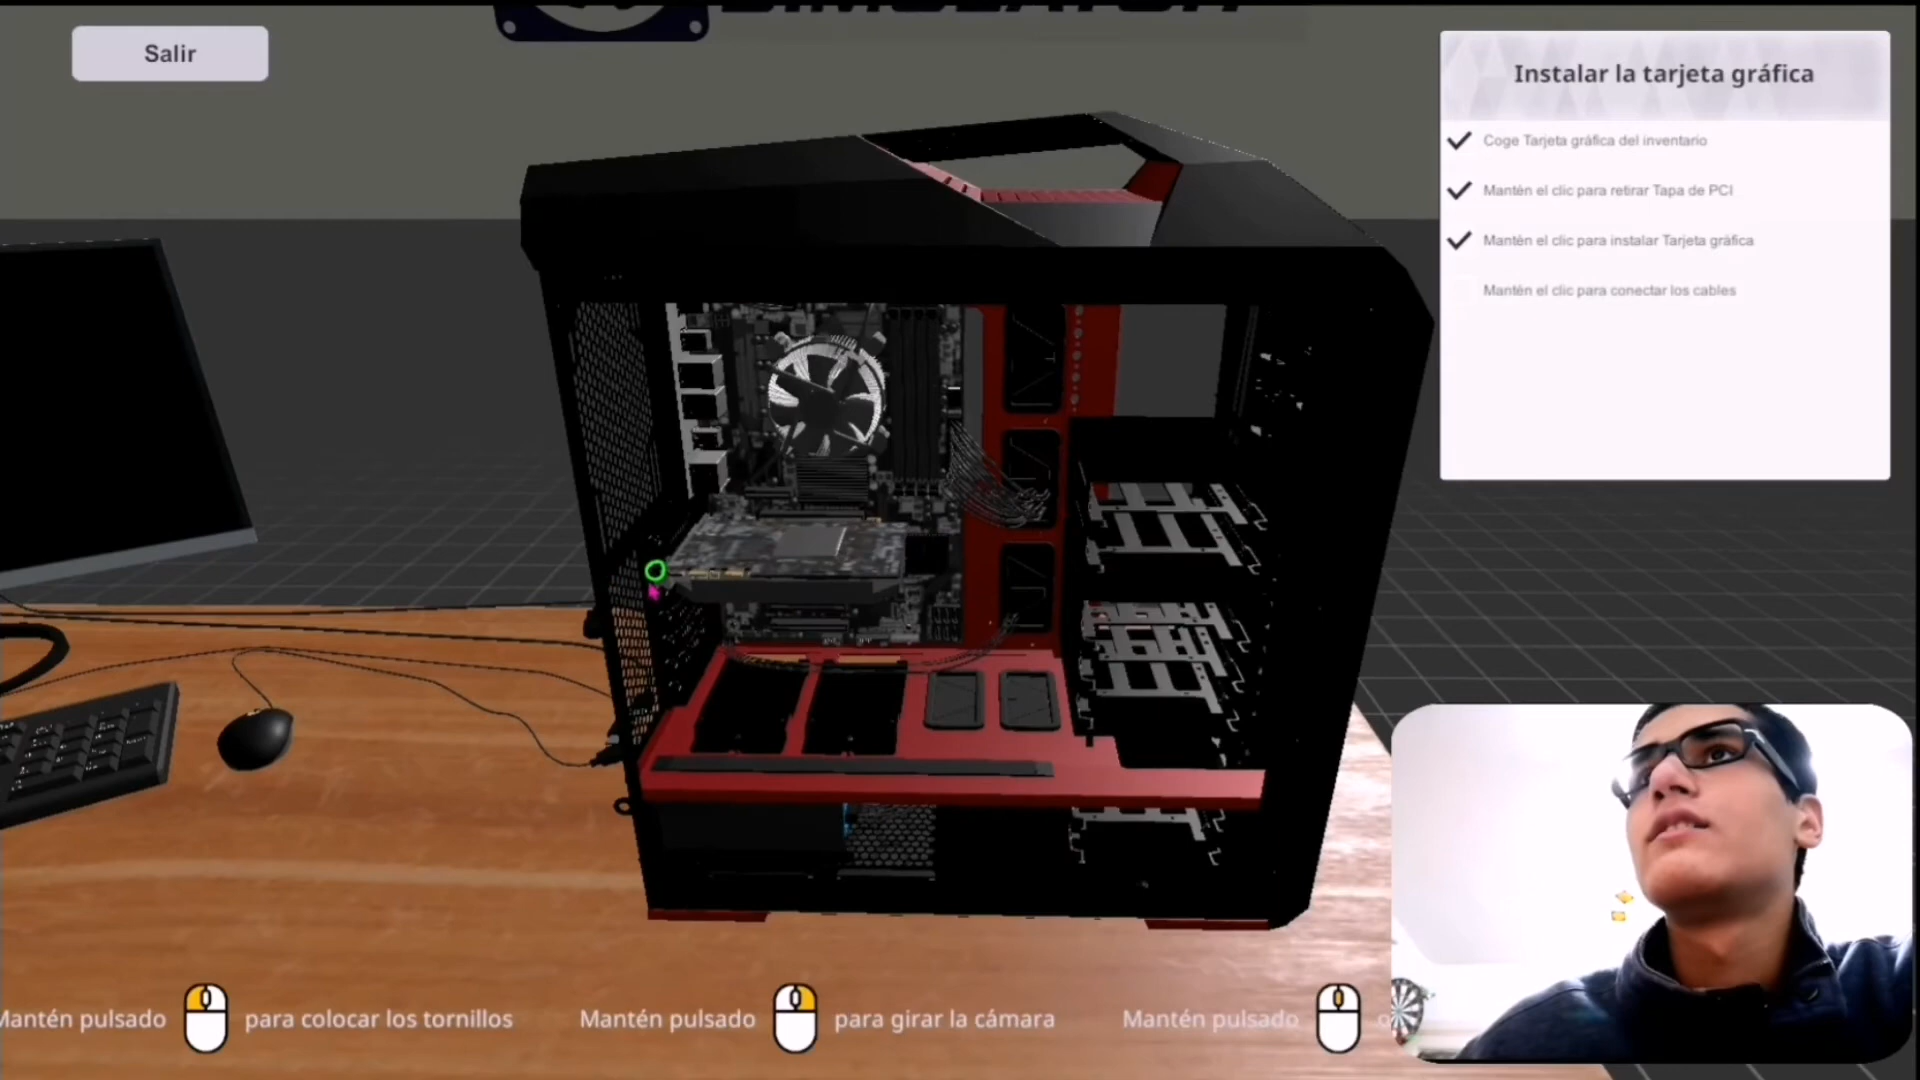 Salir
Instalar la tarjeta gráfica
Coge Tarjeta gráfica del inventario
Mantén el clic para retirar Tapa de PCI
Mantén el clic para instalar Tarjeta gráfica
Mantén el clic para conectar los cables
Mantén pulsado para colocar los tornillos
Mantén pulsado para girar la cámara
Mantén pulsado